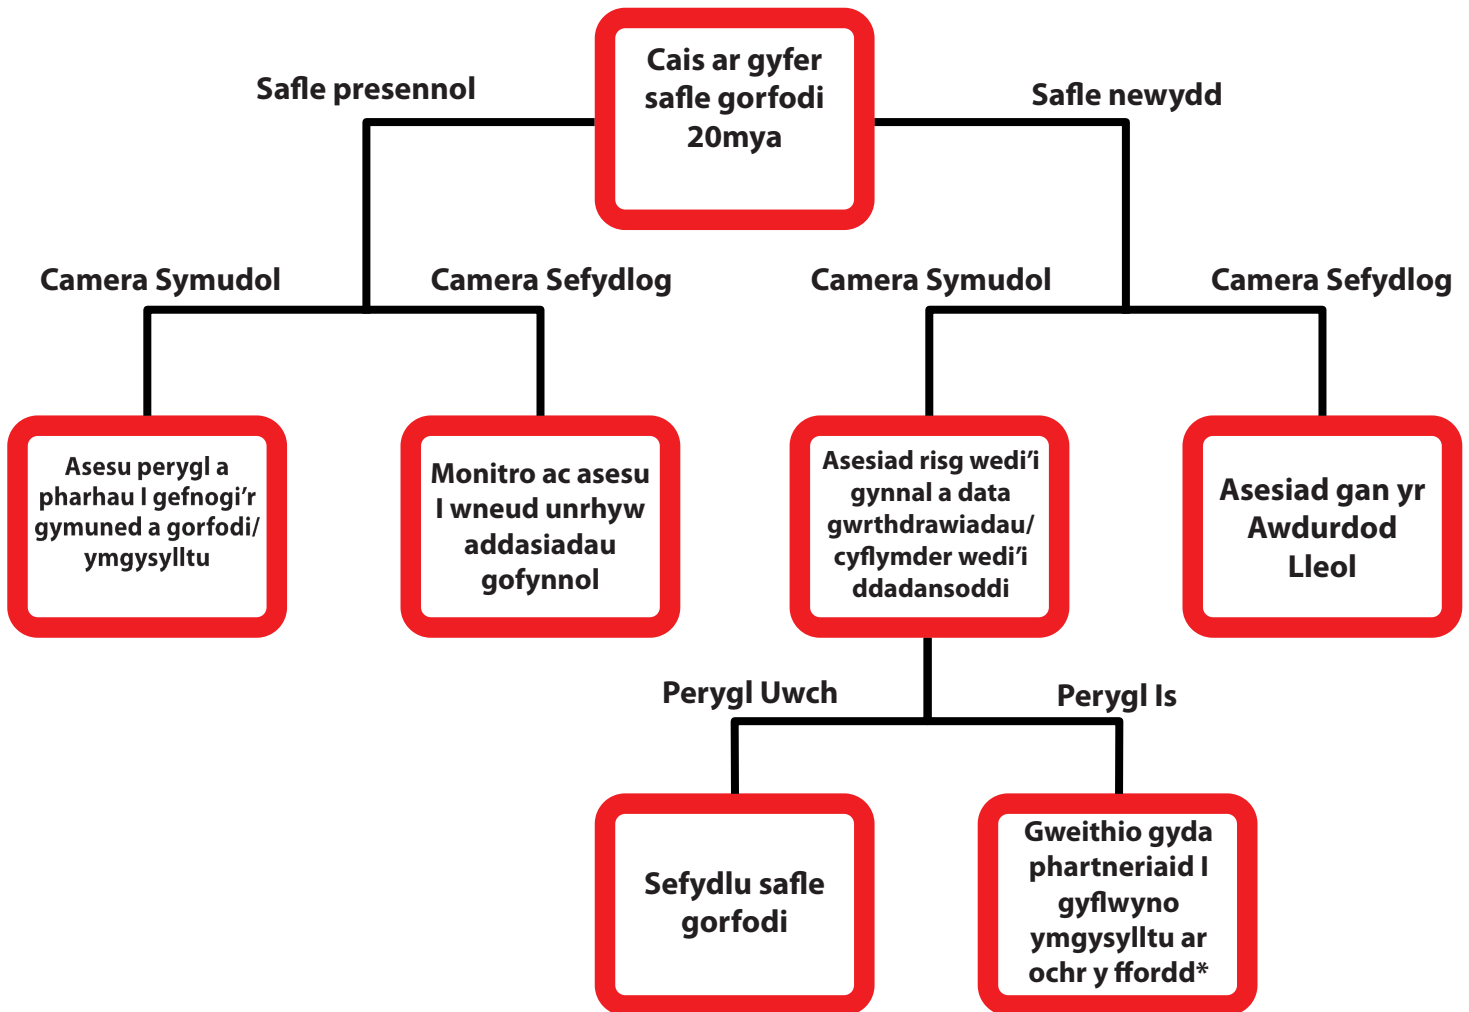 Cais ar gyfer
safle gorfodi
20mya
Safle presennol
Safle newydd
Camera Symudol
Camera Sefydlog
Camera Symudol
Camera Sefydlog
Asesu perygl a
pharhau I gefnogi’r
gymuned a gorfodi/
ymgysylltu
Monitro ac asesu
I wneud unrhyw
addasiadau
gofynnol
Asesiad risg wedi’i
gynnal a data
gwrthdrawiadau/
cyflymder wedi’i
ddadansoddi
Asesiad gan yr
Awdurdod
Lleol
Perygl Uwch
Perygl Is
Sefydlu safle
gorfodi
Gweithio gyda
phartneriaid I
gyflwyno
ymgysylltu ar
ochr y ffordd*